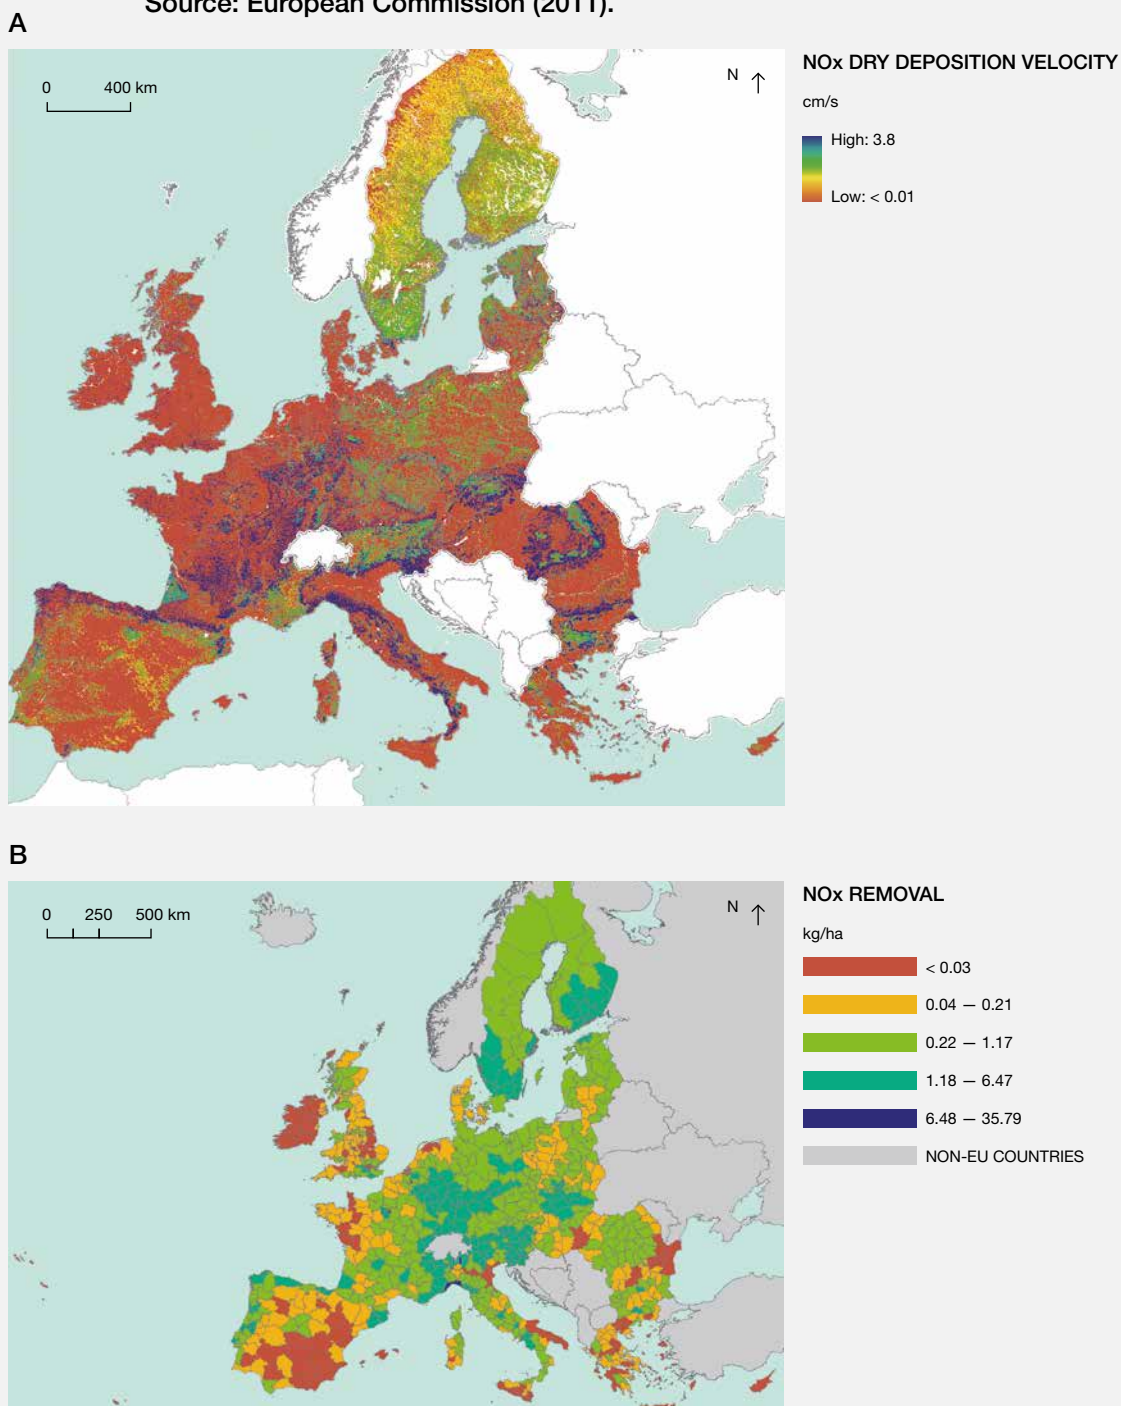 Source: European Commission (2011).
A
0 400 km
N
NOx DRY DEPOSITION VELOCITY
cm/s
High: 3.8
Low: < 0.01
B
0 250 500 km
N
NOx REMOVAL
kg/ha
< 0.03
0.04 — 0.21
0.22 — 1.17
1.18 — 6.47
6.48 — 35.79
NON-EU COUNTRIES